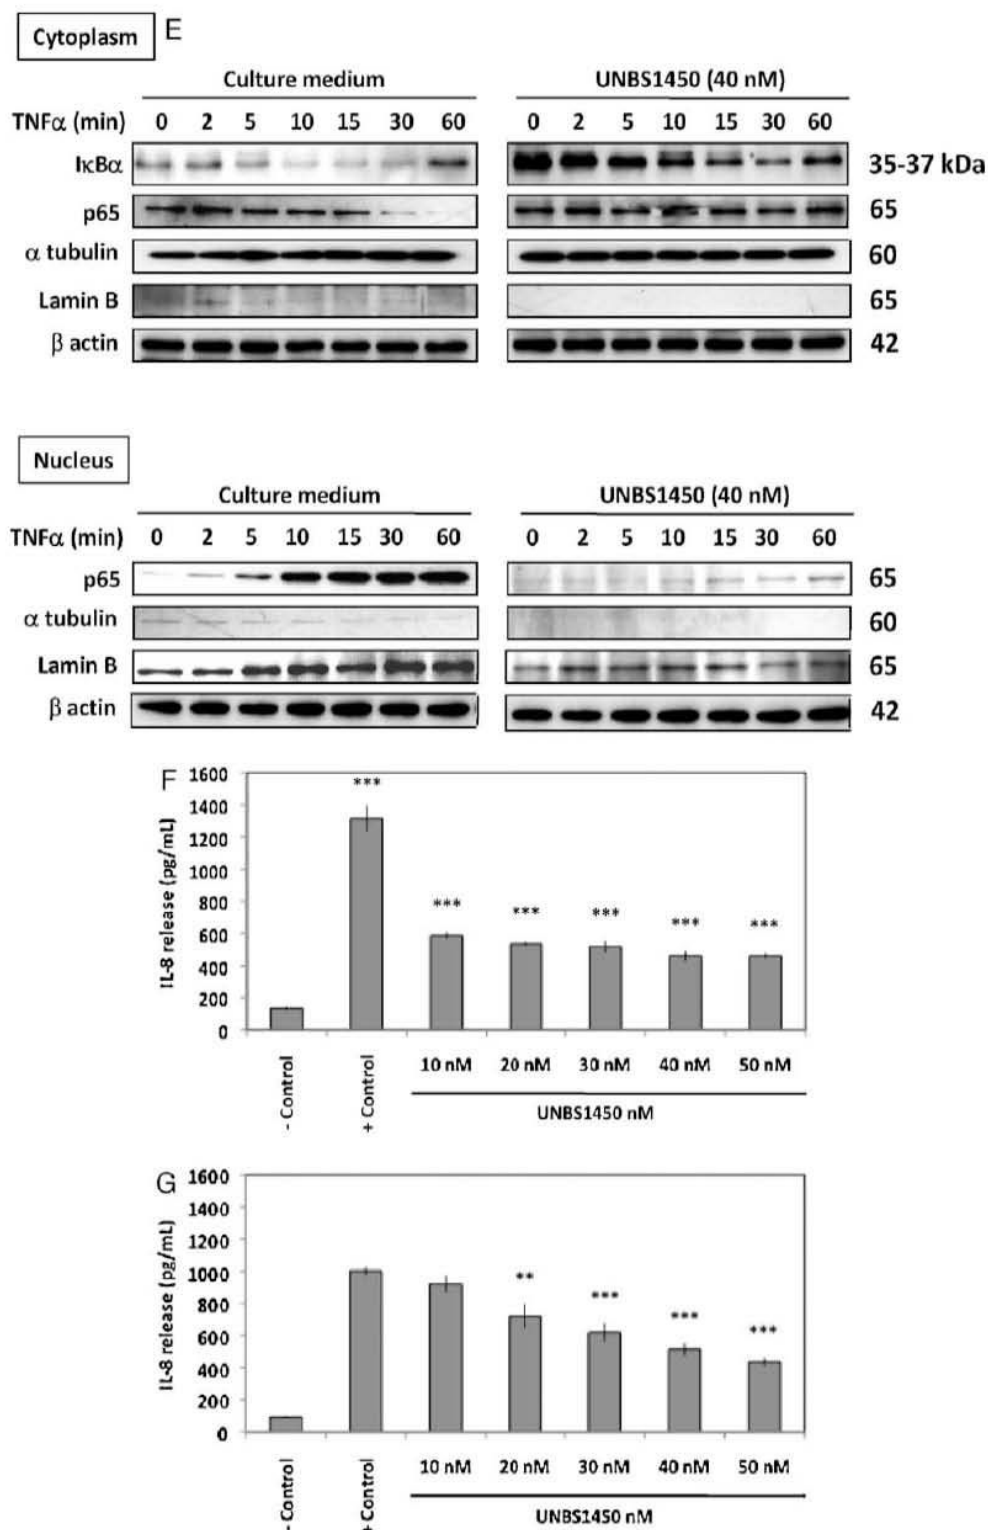 Cytoplasm E
Culture medium UNBS1450 (40 nM)
TNFα (min) 0 2 5 10 15 30 60 0 2 5 10 15 30 60
IκBα 35-37 kDa
p65 65
α tubulin 60
Lamin B 65
β actin 42
Nucleus
Culture medium UNBS1450 (40 nM)
TNFα (min) 0 2 5 10 15 30 60 0 2 5 10 15 30 60
p65 65
α tubulin 60
Lamin B 65
β actin 42
F
IL-8 release (pg/mL)
1600
1400
1200
1000
800
600
400
200
0
***
***
***
***
***
***
- Control
+ Control
10 nM 20 nM 30 nM 40 nM 50 nM
UNBS1450 nM
G
IL-8 release (pg/mL)
1600
1400
1200
1000
800
600
400
200
0
**
***
***
***
- Control
+ Control
10 nM 20 nM 30 nM 40 nM 50 nM
UNBS1450 nM